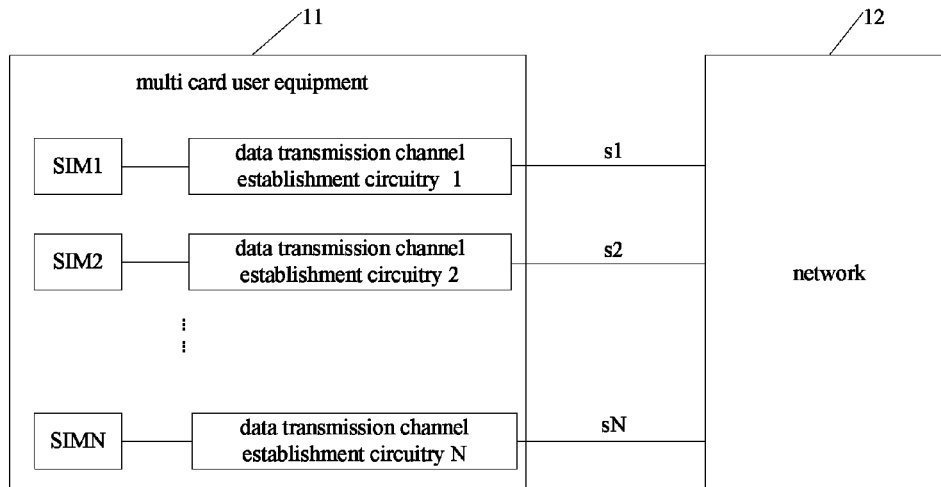 11
12
multi card user equipment
SIM1
data transmission channel
establishment circuitry 1
s1
SIM2
data transmission channel
establishment circuitry 2
s2
network
SIMN
data transmission channel
establishment circuitry N
sN